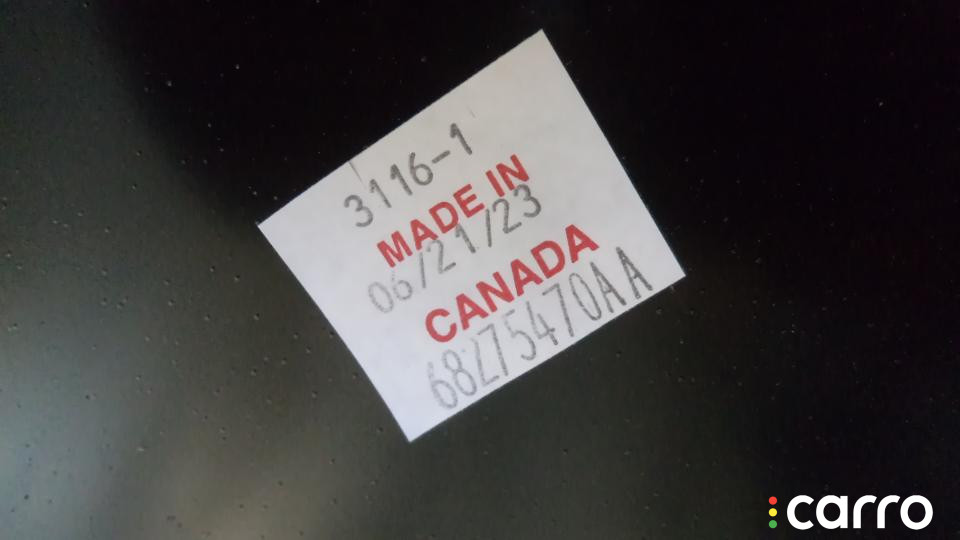 3116-1
MADE IN
06/21/23
CANADA
68275470AA
carro